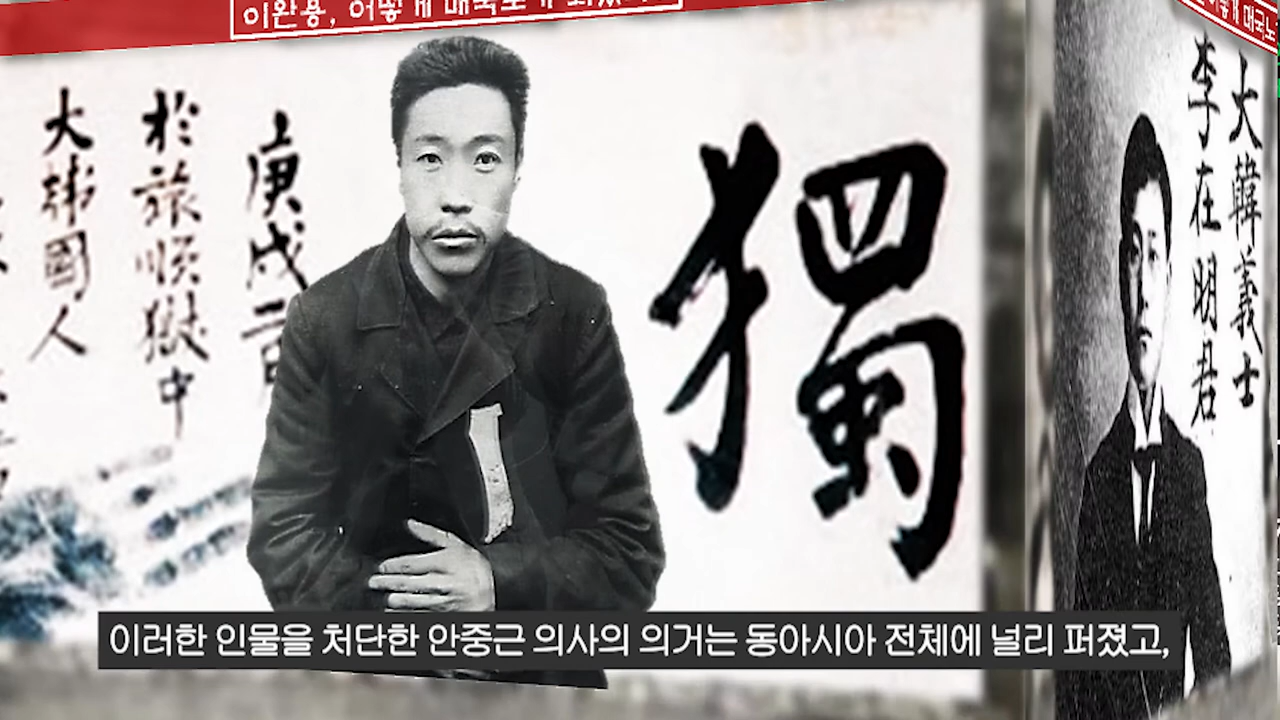 이완용, 어떻게 매국노가 되었나
獨
庚戌二百
於旅順獄中
大韓國人
大韓義士
李在明君
이러한 인물을 처단한 안중근 의사의 의거는 동아시아 전체에 널리 퍼졌고,